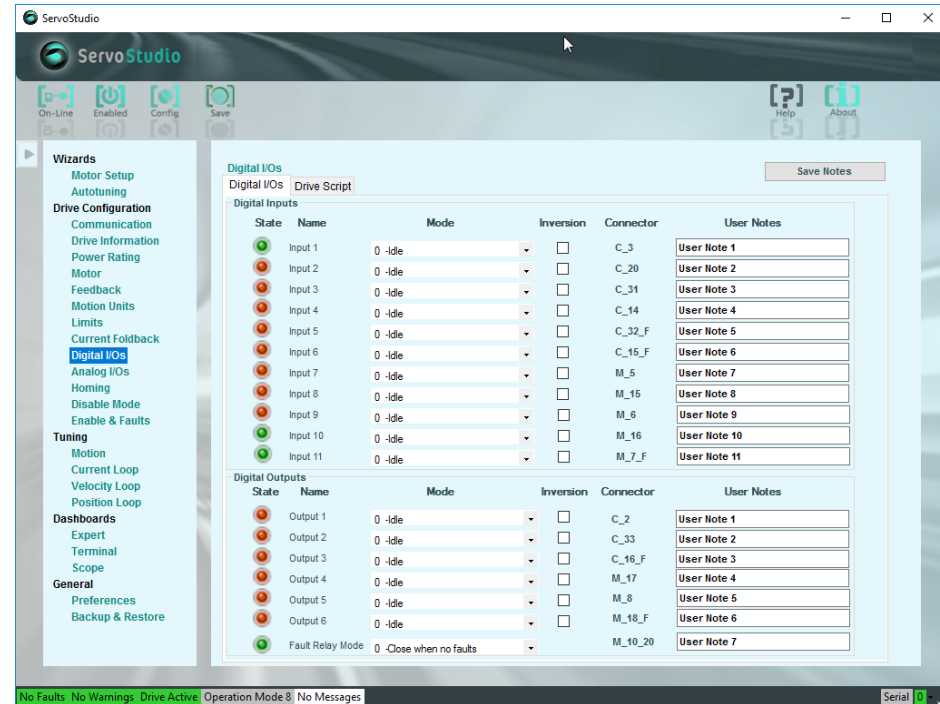 ServoStudio
ServoStudio
On-Line Enabled Config Save Help About
Wizards
Motor Setup
Autotuning
Drive Configuration
Communication
Drive Information
Power Rating
Motor
Feedback
Motion Units
Limits
Current Foldback
Digital I/Os
Analog I/Os
Homing
Disable Mode
Enable & Faults
Tuning
Motion
Current Loop
Velocity Loop
Position Loop
Dashboards
Expert
Terminal
Scope
General
Preferences
Backup & Restore
Digital I/Os
Save Notes
Digital I/Os Drive Script
Digital Inputs
State Name Mode Inversion Connector User Notes
Input 1 0 -Idle C_3 User Note 1
Input 2 0 -Idle C_20 User Note 2
Input 3 0 -Idle C_31 User Note 3
Input 4 0 -Idle C_14 User Note 4
Input 5 0 -Idle C_32_F User Note 5
Input 6 0 -Idle C_15_F User Note 6
Input 7 0 -Idle M_5 User Note 7
Input 8 0 -Idle M_15 User Note 8
Input 9 0 -Idle M_6 User Note 9
Input 10 0 -Idle M_16 User Note 10
Input 11 0 -Idle M_7_F User Note 11
Digital Outputs
State Name Mode Inversion Connector User Notes
Output 1 0 -Idle C_2 User Note 1
Output 2 0 -Idle C_33 User Note 2
Output 3 0 -Idle C_16_F User Note 3
Output 4 0 -Idle M_17 User Note 4
Output 5 0 -Idle M_8 User Note 5
Output 6 0 -Idle M_18_F User Note 6
Fault Relay Mode 0 -Close when no faults M_10_20 User Note 7
No Faults No Warnings Drive Active Operation Mode 8 No Messages Serial 0